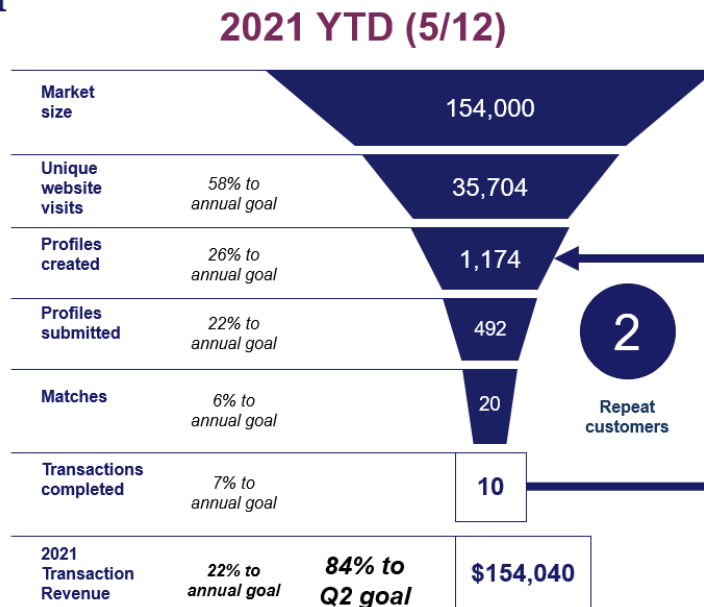 2021 YTD (5/12)
Market
size
154,000
Unique
website
visits
58% to
annual goal
35,704
Profiles
created
26% to
annual goal
1,174
Profiles
submitted
22% to
annual goal
492
2
Repeat
customers
Matches
6% to
annual goal
20
Transactions
completed
7% to
annual goal
10
2021
Transaction
Revenue
22% to
annual goal
84% to
Q2 goal
$154,040